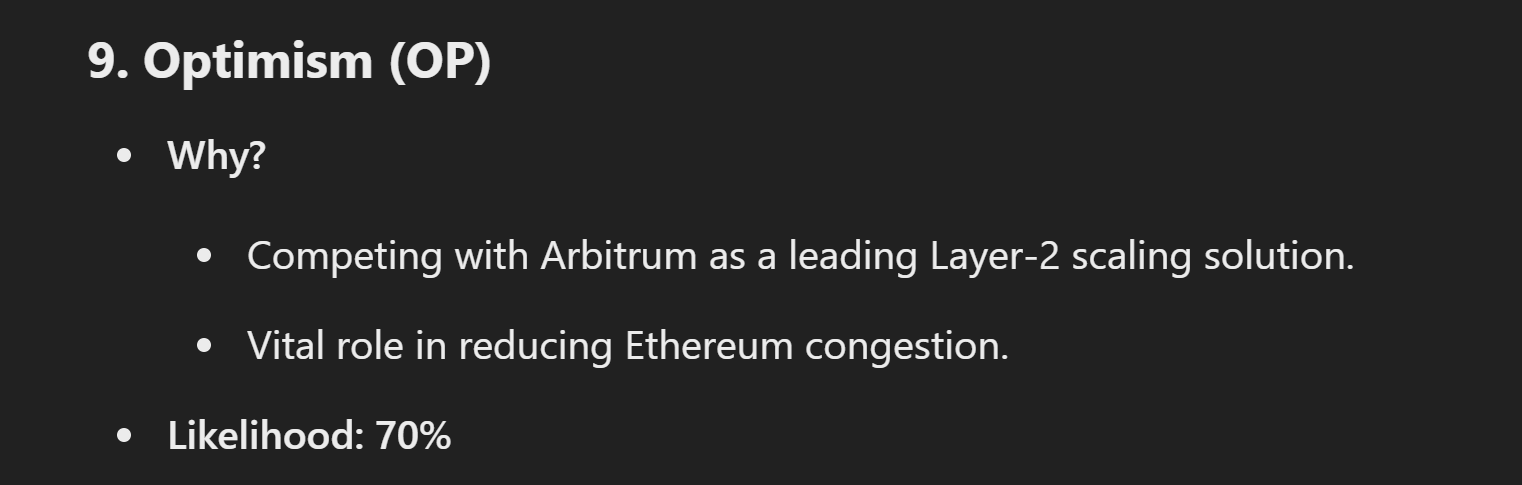 9. Optimism (OP)
• Why?
• Competing with Arbitrum as a leading Layer-2 scaling solution.
• Vital role in reducing Ethereum congestion.
• Likelihood: 70%